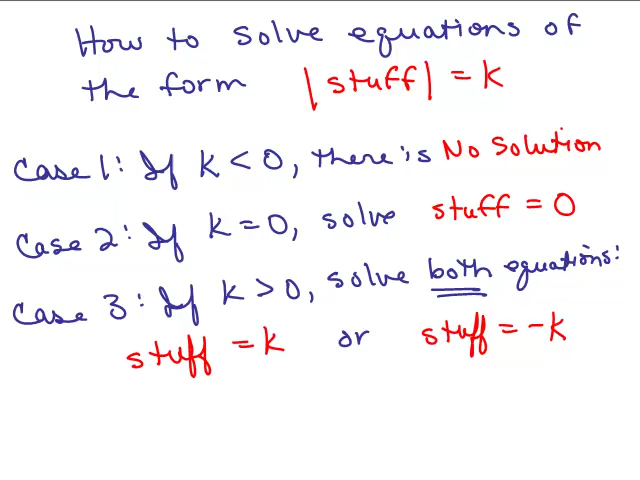 How to solve equations of
the form |stuff| = k
Case 1: If k < 0, there is No Solution
Case 2: If k = 0, solve stuff = 0
Case 3: If k > 0, solve both equations:
stuff = k or stuff = -k